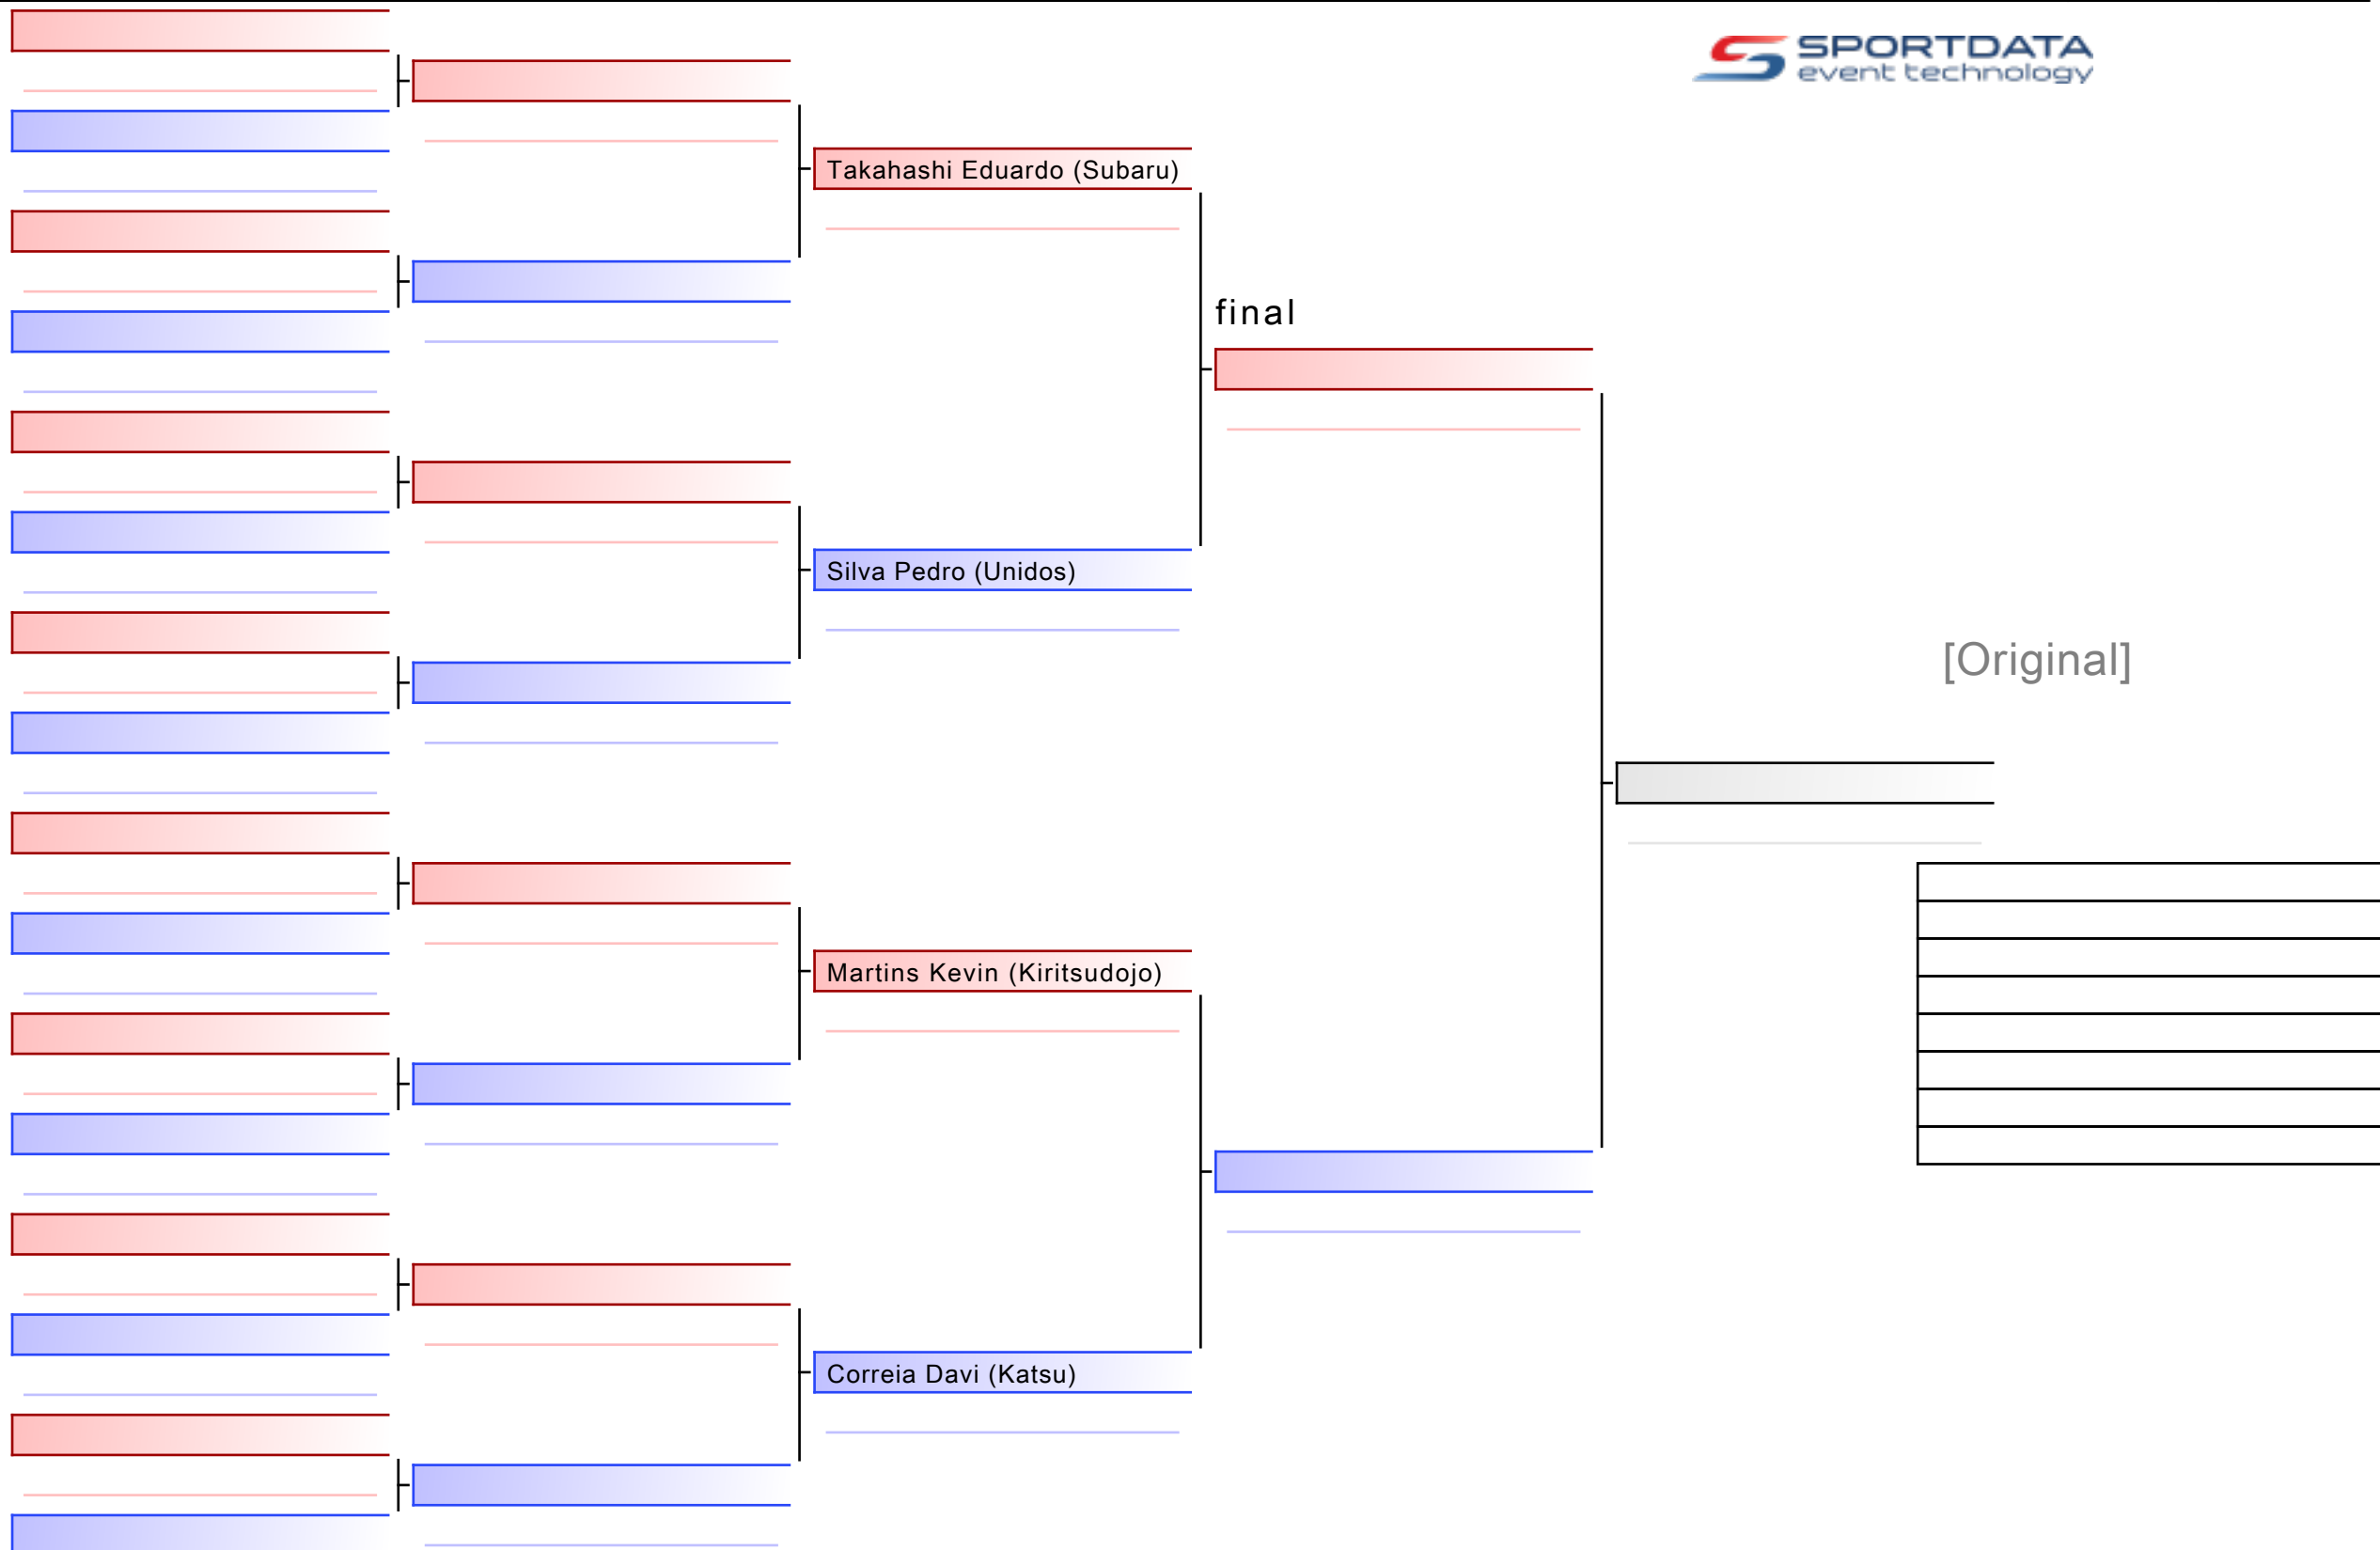 SPORTDATA
event technology
Takahashi Eduardo (Subaru)
final
Silva Pedro (Unidos)
[Original]
Martins Kevin (Kiritsudojo)
Correia Davi (Katsu)